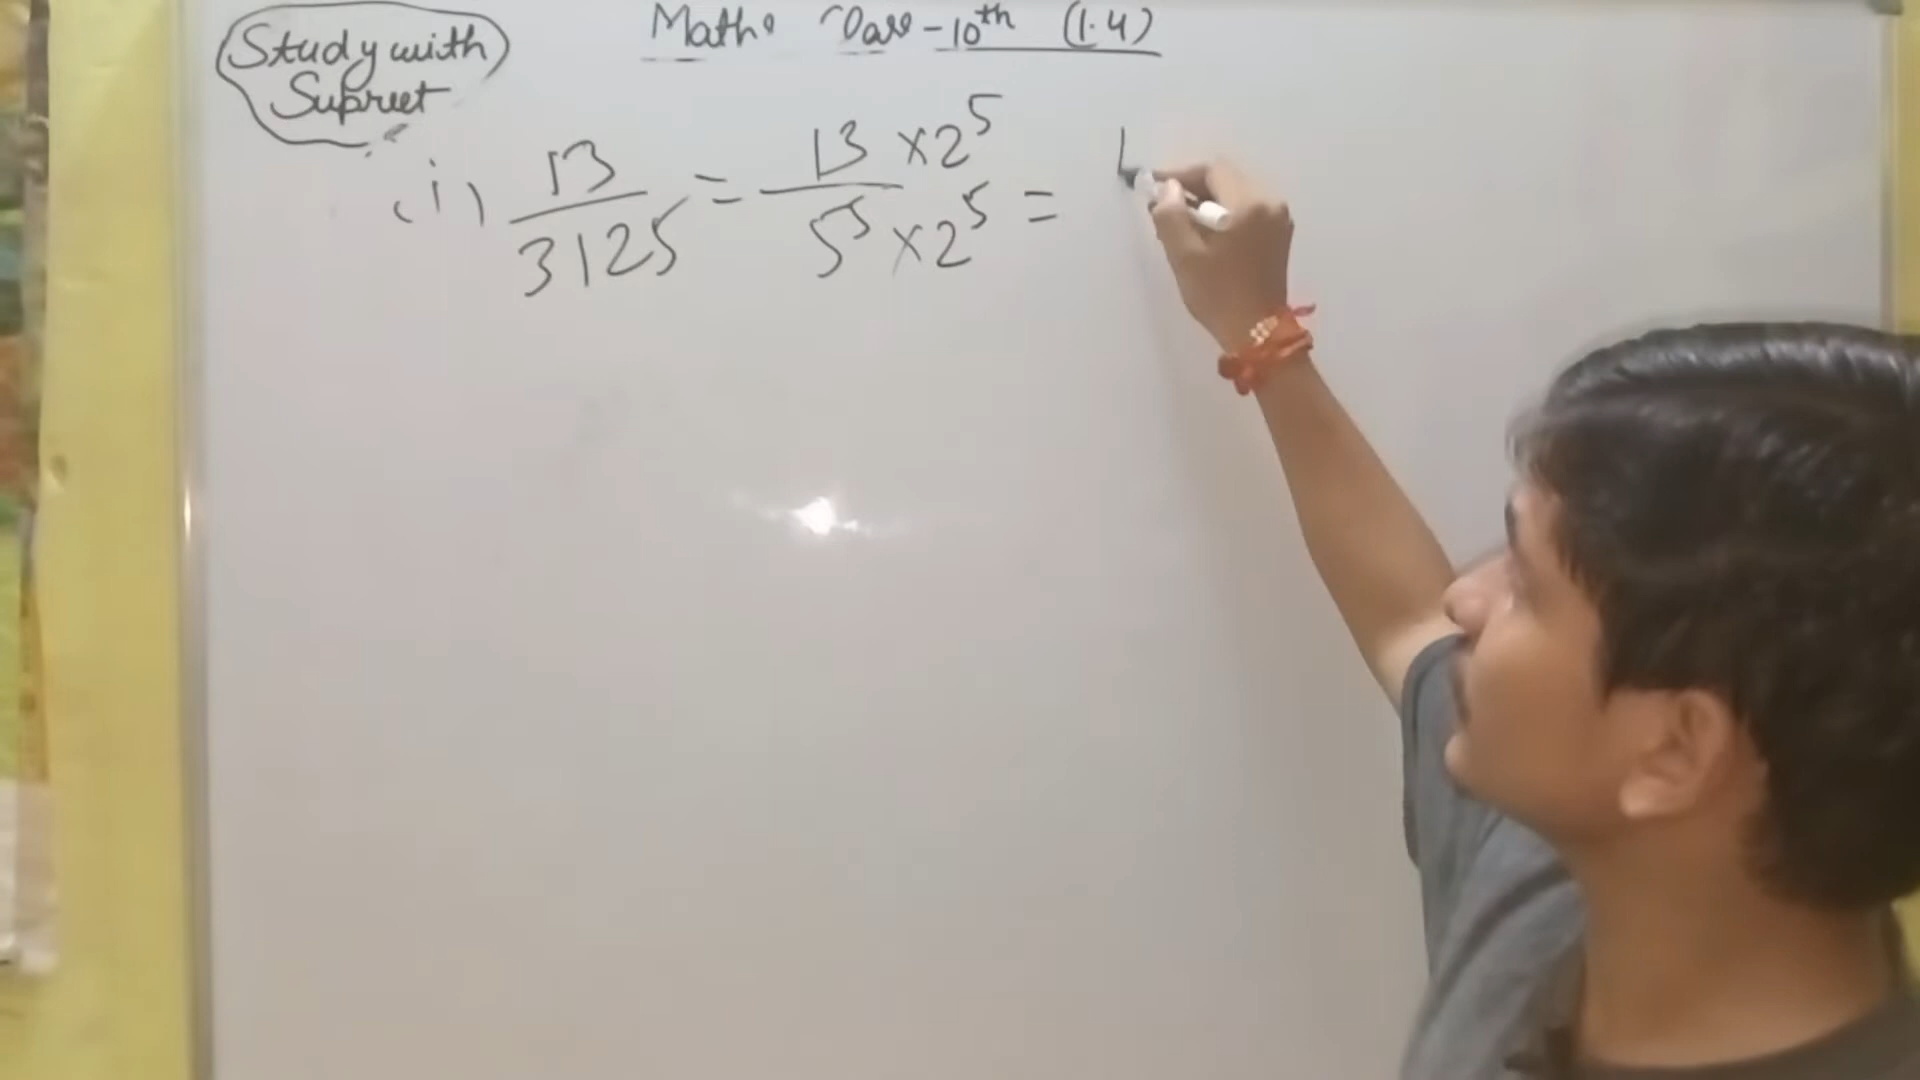 Study with
Supreet
Maths Class - 10th (1.4)
(i) 13/3125 = 13 × 2^5 / 5^5 × 2^5 =